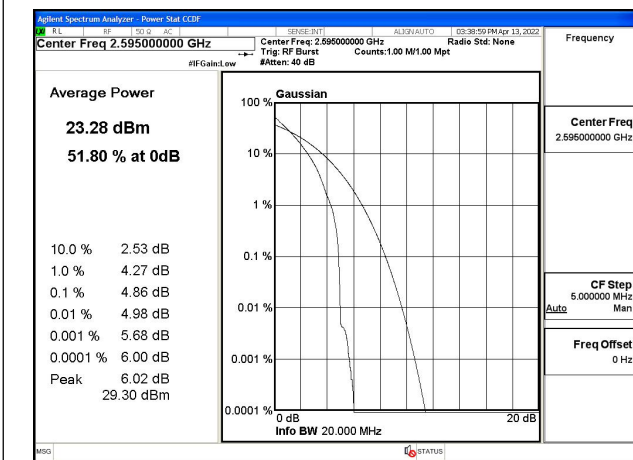 Agilent Spectrum Analyzer - Power Stat CCDF
RL RF 50 Ω AC SENSE:INT ALIGNAUTO 03:38:59 PM Apr 13, 2022
Center Freq 2.595000000 GHz
Center Freq: 2.595000000 GHz Radio Std: None
Trig: RF Burst Counts:1.00 M/1.00 Mpt
#IFGain:Low #Atten: 40 dB
Frequency
Average Power
23.28 dBm
51.80 % at 0dB
10.0 % 2.53 dB
1.0 % 4.27 dB
0.1 % 4.86 dB
0.01 % 4.98 dB
0.001 % 5.68 dB
0.0001 % 6.00 dB
Peak 6.02 dB
29.30 dBm
Gaussian
100 %
10 %
1 %
0.1 %
0.01 %
0.001 %
0.0001 %
0 dB 20 dB
Info BW 20.000 MHz
Center Freq
2.595000000 GHz
CF Step
5.000000 MHz
Auto Man
Freq Offset
0 Hz
MSG STATUS